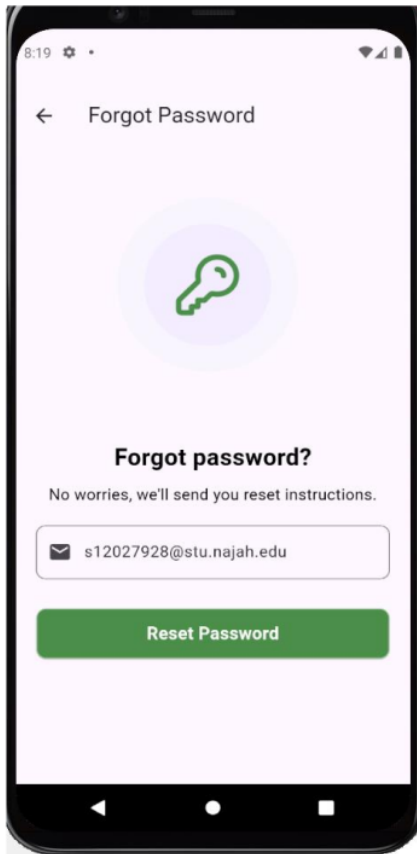 8:19
Forgot Password
Forgot password?
No worries, we'll send you reset instructions.
s12027928@stu.najah.edu
Reset Password